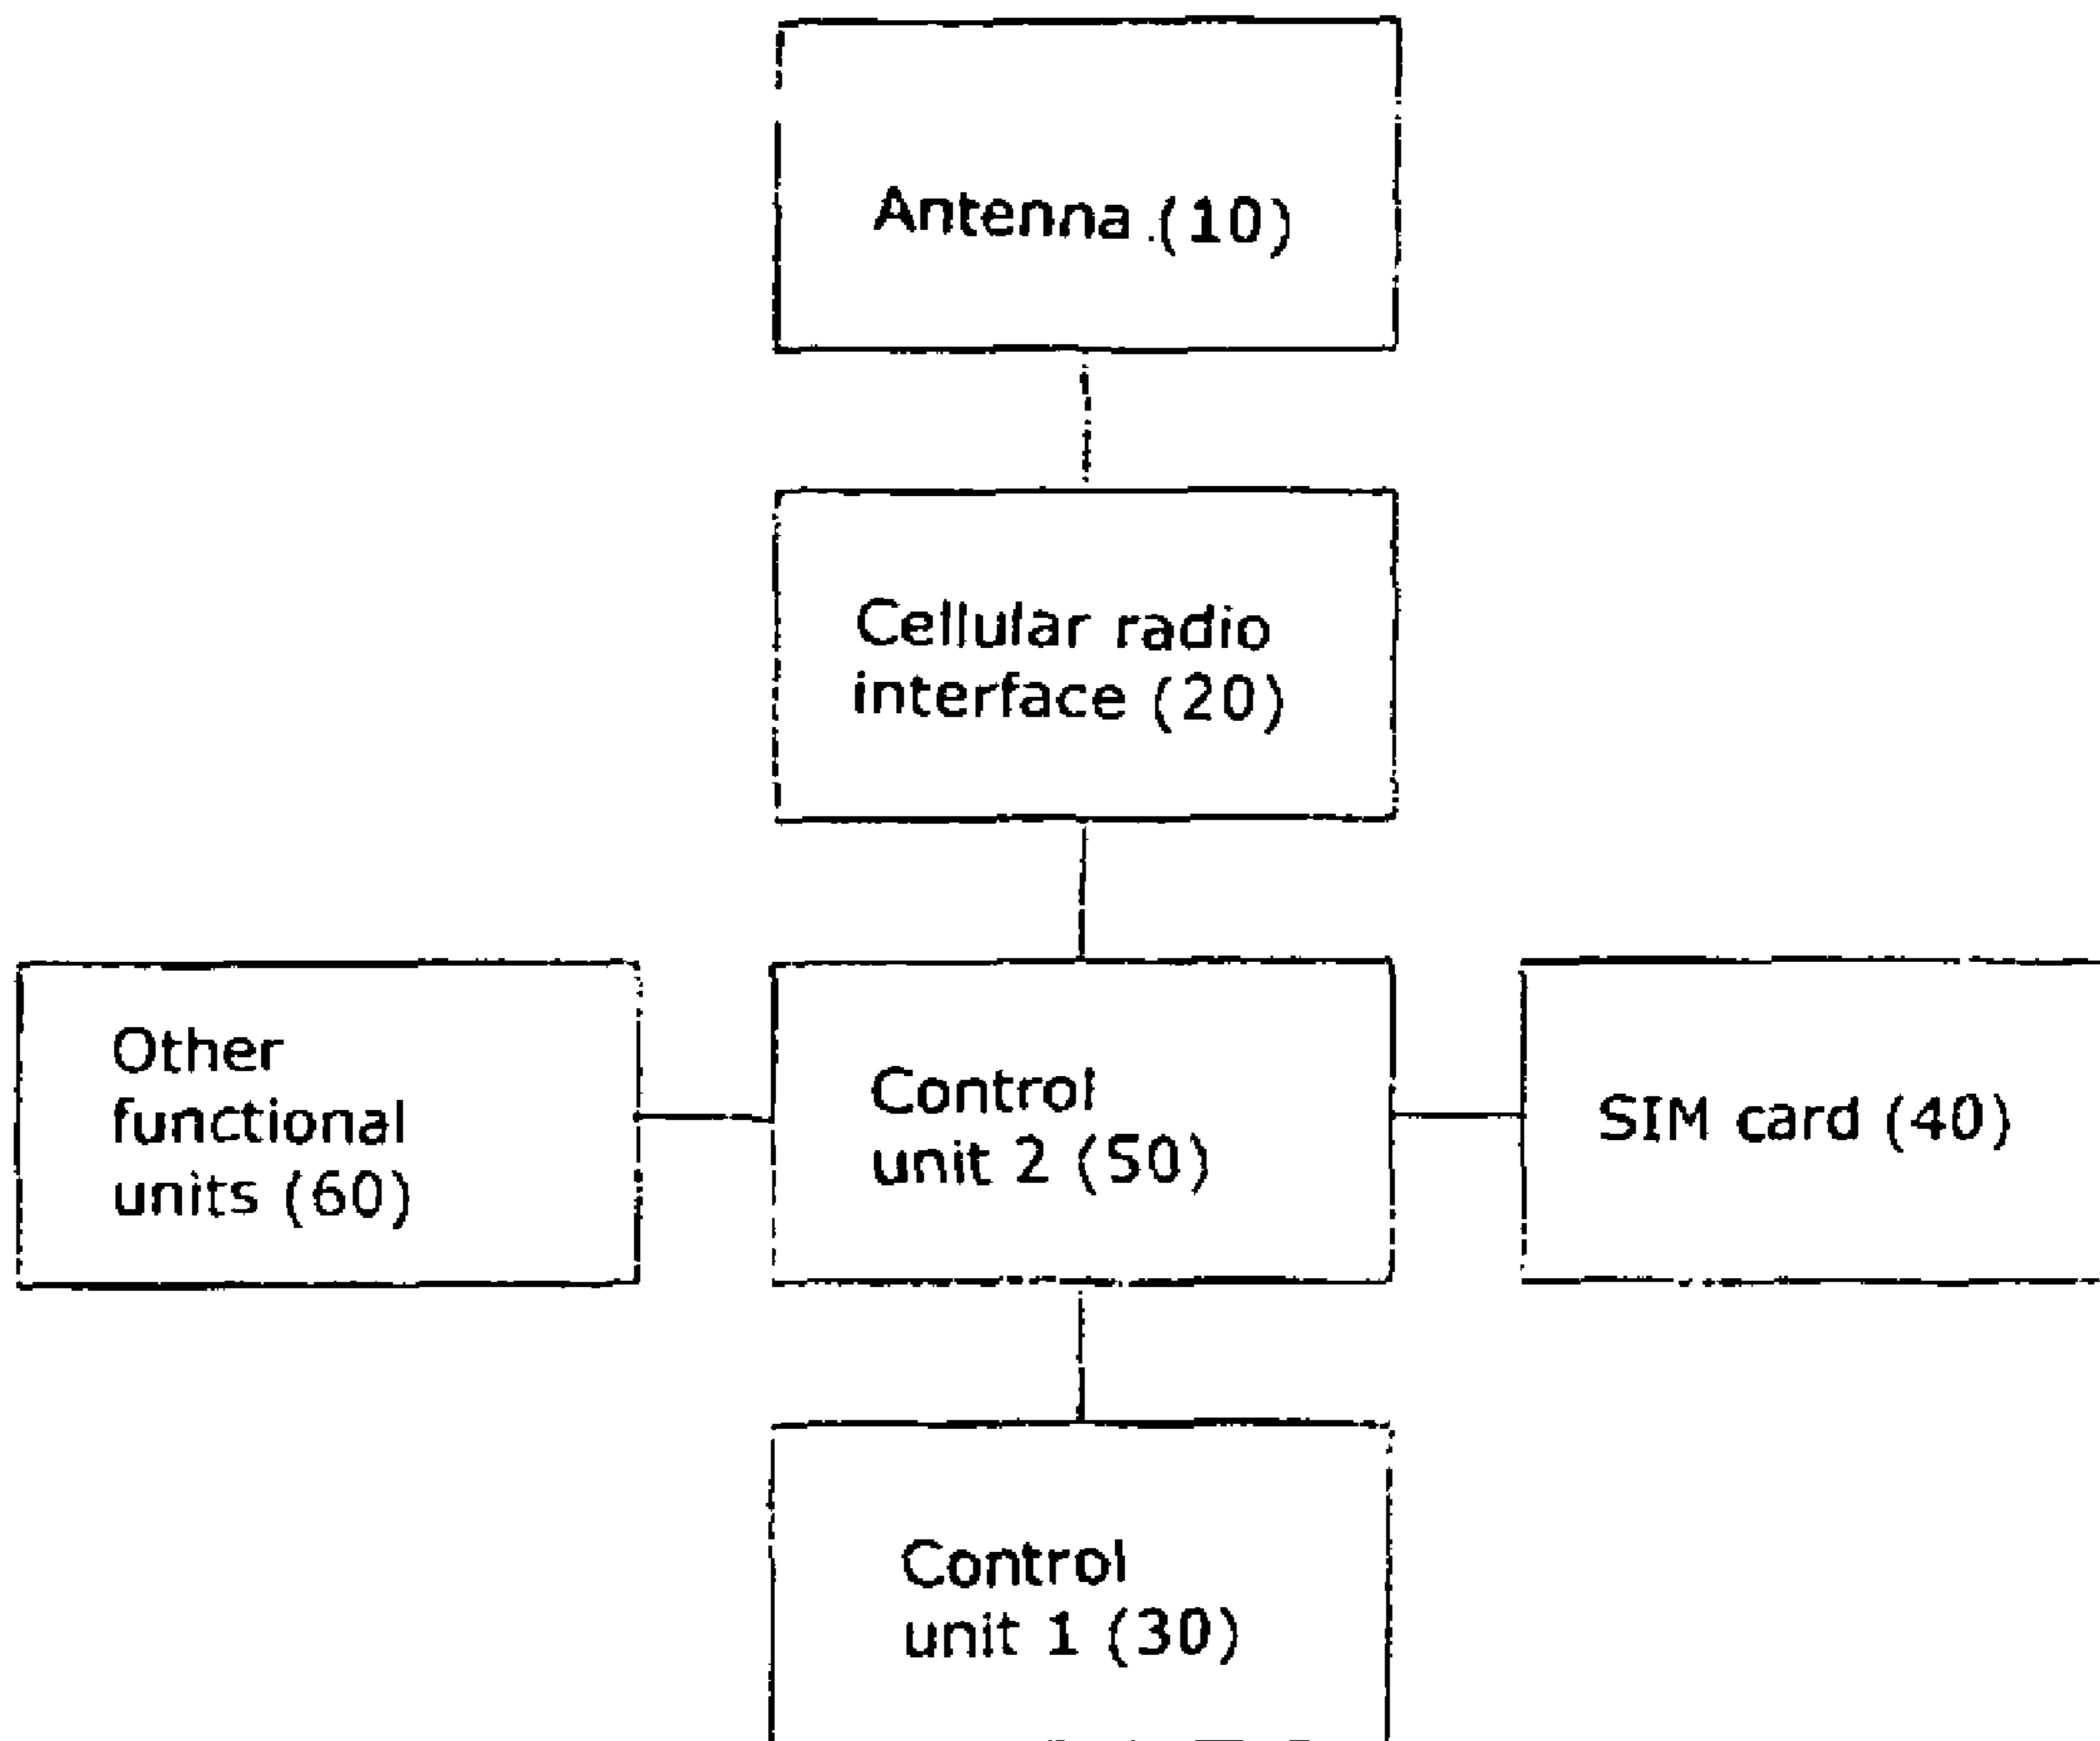 Antenna (10)
Cellular radio
interface (20)
Other
functional
units (60)
Control
unit 2 (50)
SIM card (40)
Control
unit 1 (30)